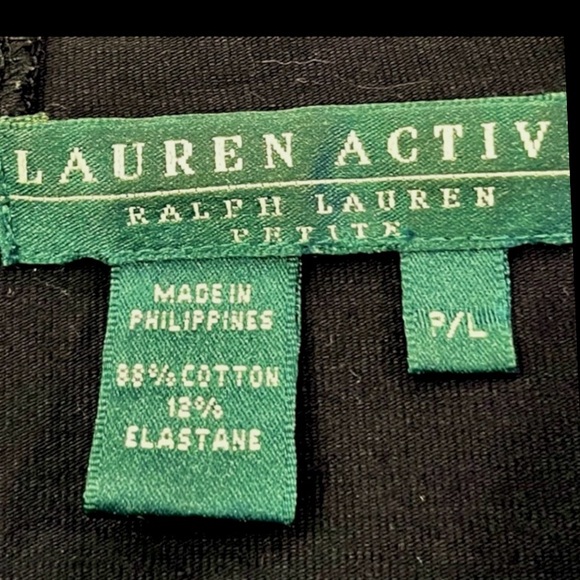 LAUREN ACTIV
RALPH LAUREN
PETITE
MADE IN
PHILIPPINES
88% COTTON
12%
ELASTANE
P/L